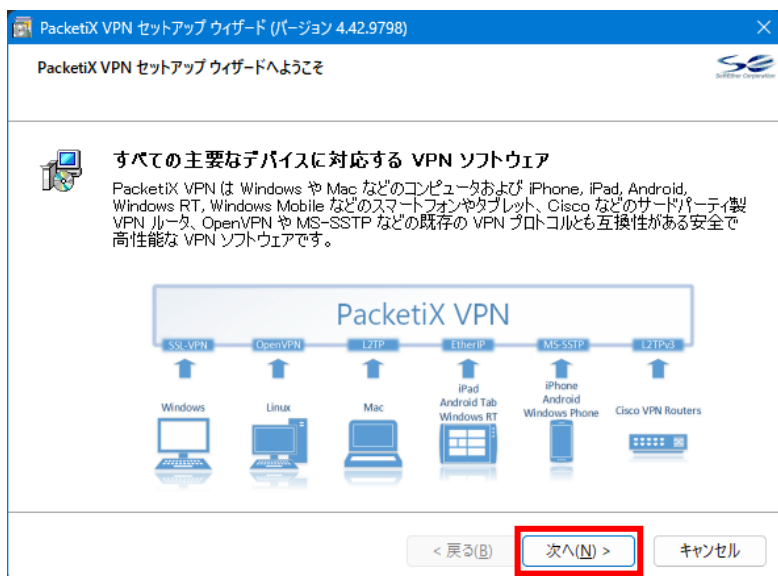 PacketiX VPN セットアップ ウィザード (バージョン 4.42.9798)
PacketiX VPN セットアップ ウィザードへようこそ
SoftEther Corporation
すべての主要なデバイスに対応する VPN ソフトウェア
PacketiX VPN は Windows や Mac などのコンピュータおよび iPhone, iPad, Android,
Windows RT, Windows Mobile などのスマートフォンやタブレット、Cisco などのサードパーティ製
VPN ルータ、OpenVPN や MS-SSTP などの既存の VPN プロトコルとも互換性がある安全で
高性能な VPN ソフトウェアです。
PacketiX VPN
SSL-VPN OpenVPN L2TP EtherIP MS-SSTP L2TPv3
Windows
Linux
Mac
iPad
Android Tab
Windows RT
iPhone
Android
Windows Phone
Cisco VPN Routers
< 戻る(B) 次へ(N) > キャンセル